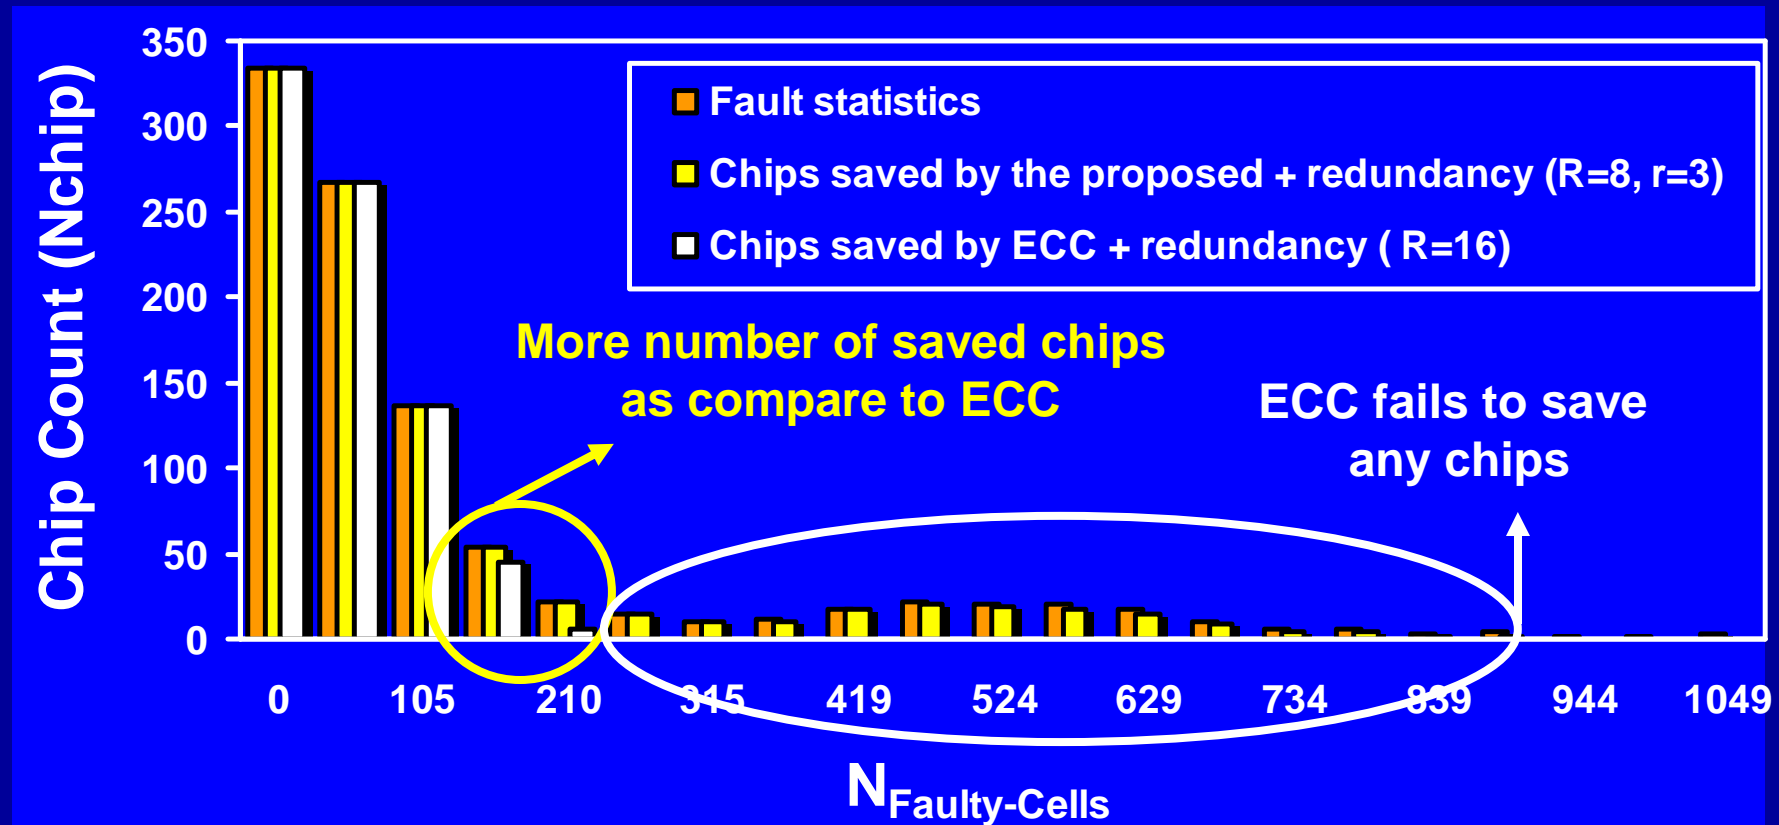 350
300
250
200
150
100
50
0
Chip Count (Nchip)
Fault statistics
Chips saved by the proposed + redundancy (R=8, r=3)
Chips saved by ECC + redundancy ( R=16)
More number of saved chips
as compare to ECC
ECC fails to save
any chips
0 105 210 315 419 524 629 734 839 944 1049
NFaulty-Cells